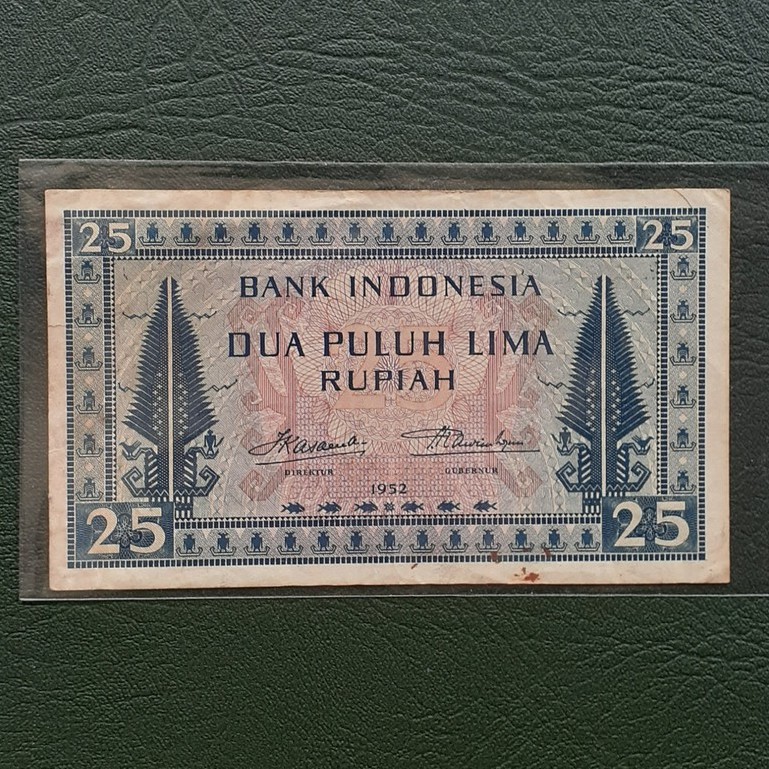 25 25
BANK INDONESIA
DUA PULUH LIMA
RUPIAH
DIREKTUR GUBERNUR
1952
25 25